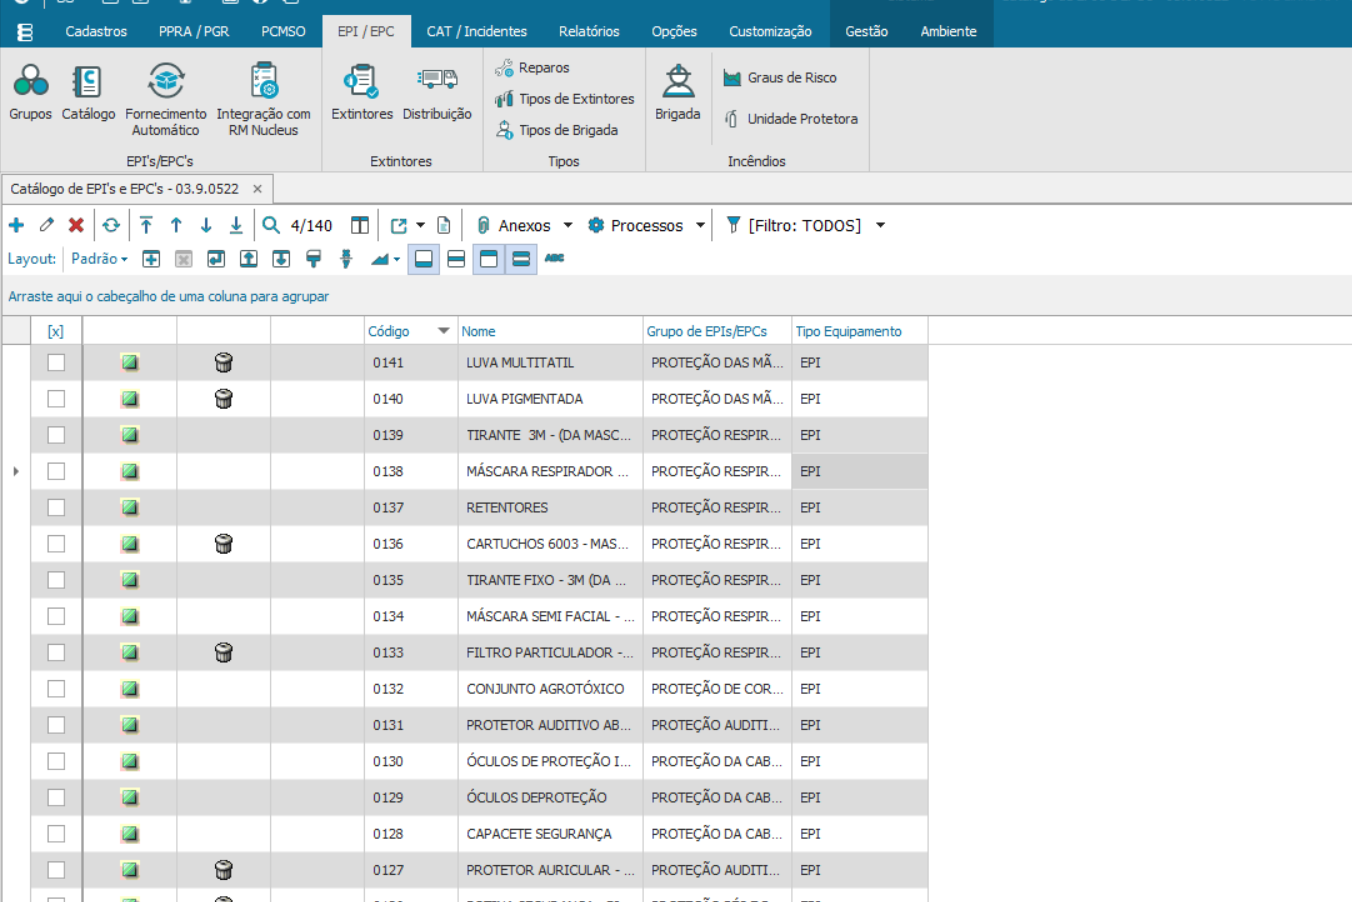 Cadastros PPRA / PGR PCMSO EPI / EPC CAT / Incidentes Relatórios Opções Customização Gestão Ambiente
Grupos Catálogo Fornecimento Automático Integração com RM Nucleus
EPI's/EPC's
Extintores Distribuição
Extintores
Reparos
Tipos de Extintores
Tipos de Brigada
Tipos
Brigada
Graus de Risco
Unidade Protetora
Incêndios
Catálogo de EPI's e EPC's - 03.9.0522
4/140 Anexos Processos [Filtro: TODOS]
Layout: Padrão ABC
Arraste aqui o cabeçalho de uma coluna para agrupar
[x] Código Nome Grupo de EPIs/EPCs Tipo Equipamento
0141 LUVA MULTITATIL PROTEÇÃO DAS MÃ... EPI
0140 LUVA PIGMENTADA PROTEÇÃO DAS MÃ... EPI
0139 TIRANTE 3M - (DA MASC... PROTEÇÃO RESPIR... EPI
0138 MÁSCARA RESPIRADOR ... PROTEÇÃO RESPIR... EPI
0137 RETENTORES PROTEÇÃO RESPIR... EPI
0136 CARTUCHOS 6003 - MAS... PROTEÇÃO RESPIR... EPI
0135 TIRANTE FIXO - 3M (DA ... PROTEÇÃO RESPIR... EPI
0134 MÁSCARA SEMI FACIAL - ... PROTEÇÃO RESPIR... EPI
0133 FILTRO PARTICULADOR -... PROTEÇÃO RESPIR... EPI
0132 CONJUNTO AGROTÓXICO PROTEÇÃO DE COR... EPI
0131 PROTETOR AUDITIVO AB... PROTEÇÃO AUDITI... EPI
0130 ÓCULOS DE PROTEÇÃO I... PROTEÇÃO DA CAB... EPI
0129 ÓCULOS DEPROTEÇÃO PROTEÇÃO DA CAB... EPI
0128 CAPACETE SEGURANÇA PROTEÇÃO DA CAB... EPI
0127 PROTETOR AURICULAR - ... PROTEÇÃO AUDITI... EPI